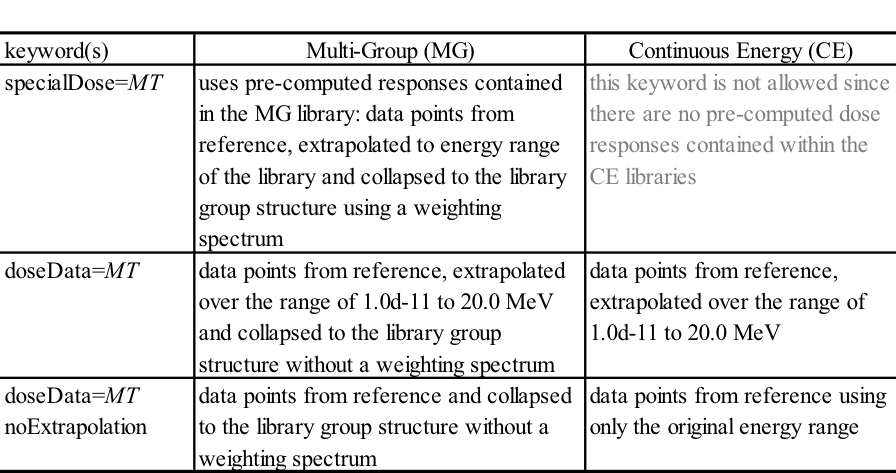 keyword(s) Multi-Group (MG) Continuous Energy (CE)
specialDose=MT
uses pre-computed responses contained
in the MG library: data points from
reference, extrapolated to energy range
of the library and collapsed to the library
group structure using a weighting
spectrum
this keyword is not allowed since
there are no pre-computed dose
responses contained within the
CE libraries
doseData=MT
data points from reference, extrapolated
over the range of 1.0d-11 to 20.0 MeV
and collapsed to the library group
structure without a weighting spectrum
data points from reference,
extrapolated over the range of
1.0d-11 to 20.0 MeV
doseData=MT
noExtrapolation
data points from reference and collapsed
to the library group structure without a
weighting spectrum
data points from reference using
only the original energy range